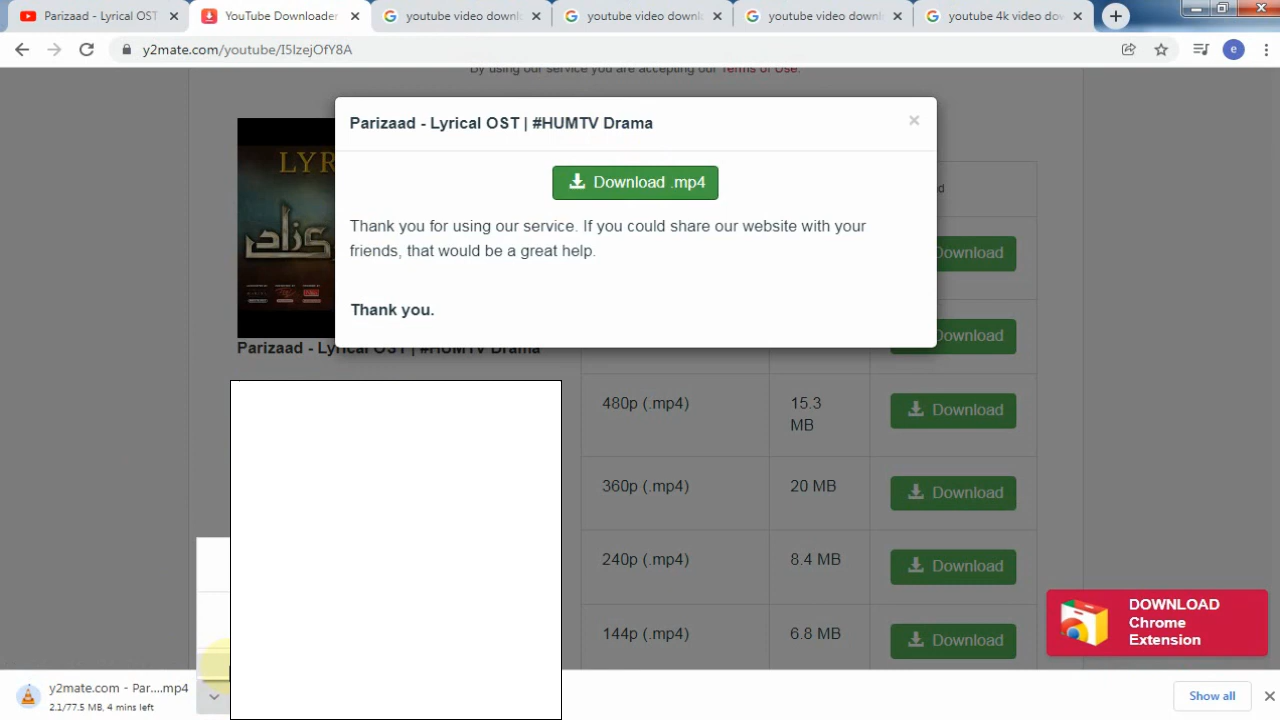 Parizaad - Lyrical OST
YouTube Downloader
youtube video downl
youtube video downl
youtube video downl
youtube 4k video do
y2mate.com/youtube/I5lzejOfY8A
e
By using our service you are accepting our Terms of Use.
Parizaad - Lyrical OST | #HUMTV Drama
×
Download .mp4
Thank you for using our service. If you could share our website with your
friends, that would be a great help.
Thank you.
LYR
Download
Download
Parizaad - Lyrical OST | #HUMTV Drama
480p (.mp4) 15.3 MB Download
360p (.mp4) 20 MB Download
240p (.mp4) 8.4 MB Download
144p (.mp4) 6.8 MB Download
DOWNLOAD
Chrome
Extension
y2mate.com - Par....mp4
2.1/77.5 MB, 4 mins left
Show all